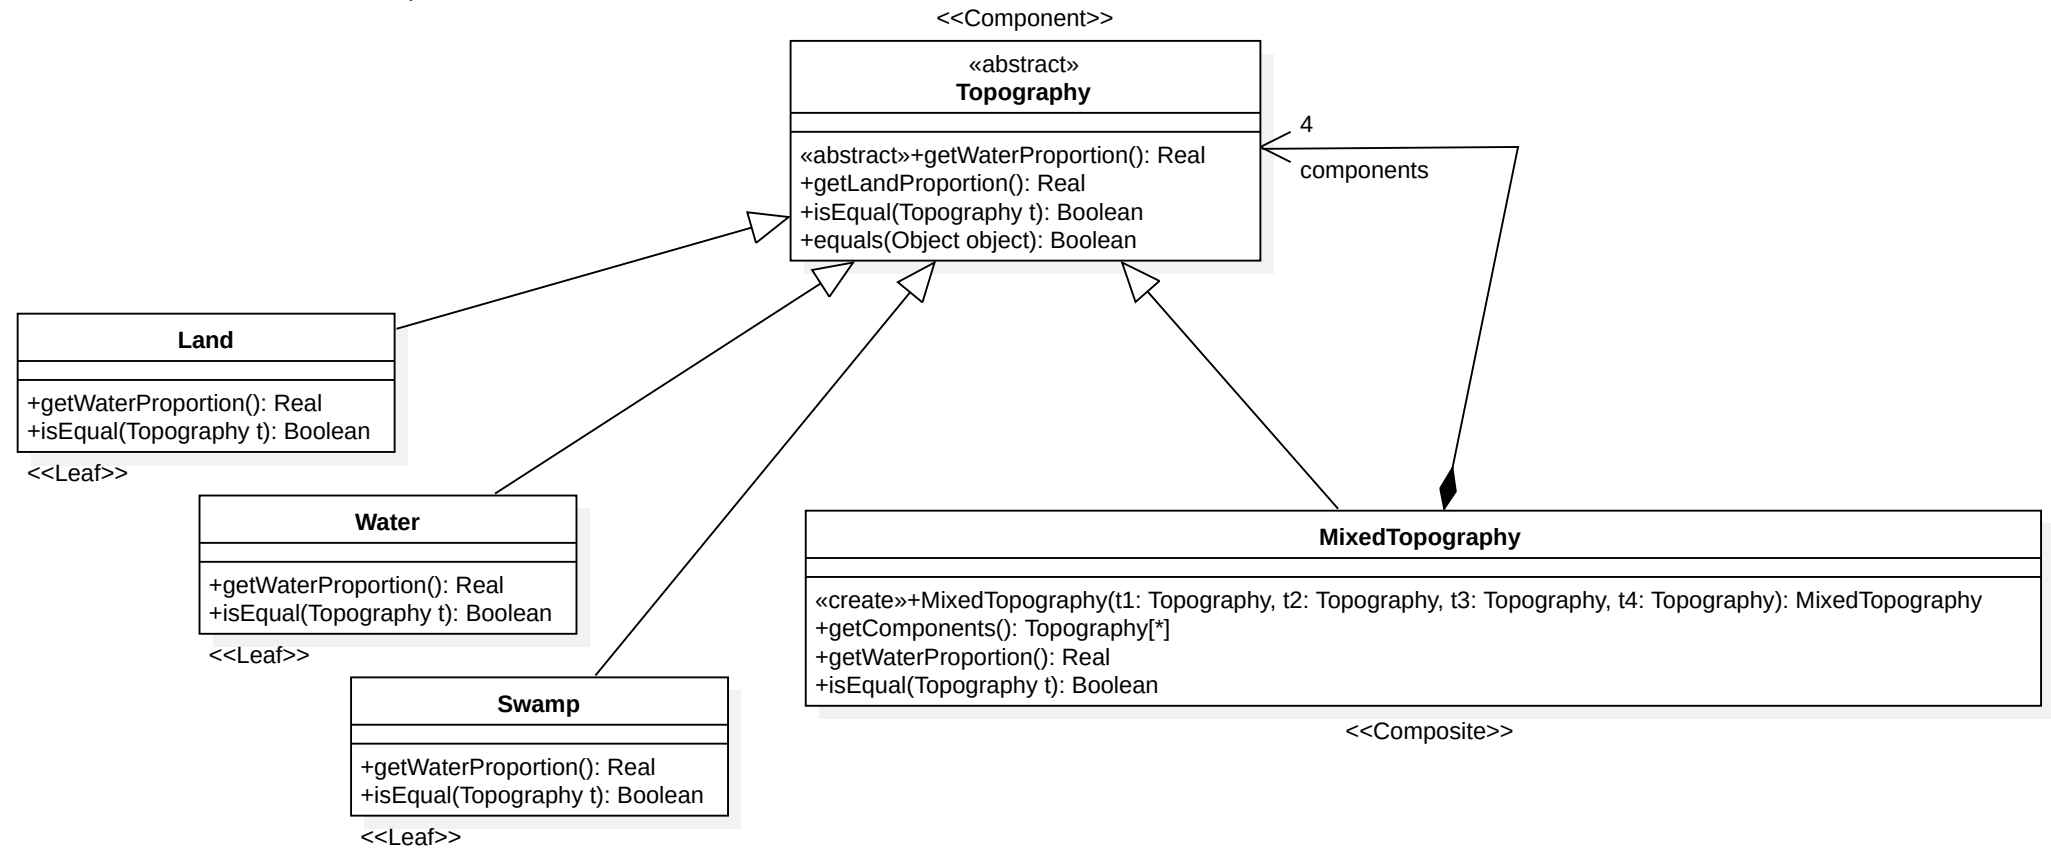 <<Component>>
«abstract»
Topography
«abstract»+getWaterProportion(): Real
+getLandProportion(): Real
+isEqual(Topography t): Boolean
+equals(Object object): Boolean
4
components
Land
+getWaterProportion(): Real
+isEqual(Topography t): Boolean
<<Leaf>>
Water
+getWaterProportion(): Real
+isEqual(Topography t): Boolean
<<Leaf>>
Swamp
+getWaterProportion(): Real
+isEqual(Topography t): Boolean
<<Leaf>>
MixedTopography
«create»+MixedTopography(t1: Topography, t2: Topography, t3: Topography, t4: Topography): MixedTopography
+getComponents(): Topography[*]
+getWaterProportion(): Real
+isEqual(Topography t): Boolean
<<Composite>>